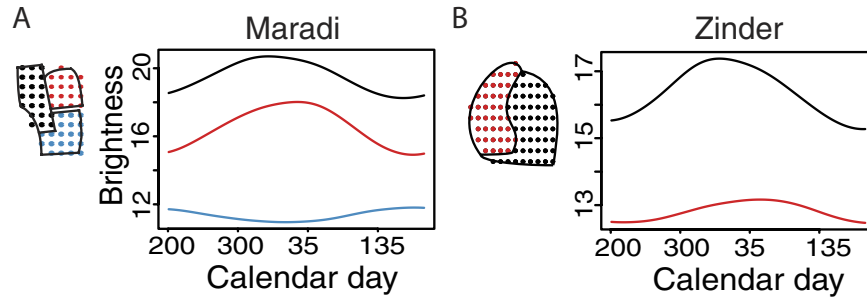 A
Maradi
Brightness
20
16
12
200 300 35 135
Calendar day
B
Zinder
17
15
13
200 300 35 135
Calendar day